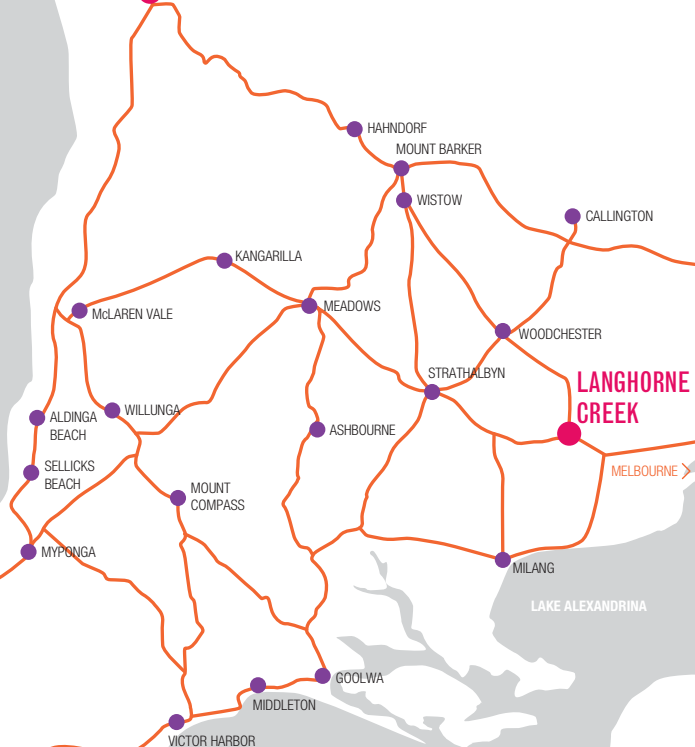 HAHNDORF
MOUNT BARKER
WISTOW
CALLINGTON
KANGARILLA
MEADOWS
McLAREN VALE
WOODCHESTER
STRATHALBYN
LANGHORNE
CREEK
WILLUNGA
ALDINGA
BEACH
ASHBOURNE
SELLICKS
BEACH
MELBOURNE
MOUNT
COMPASS
MYPONGA
MILANG
LAKE ALEXANDRINA
GOOLWA
MIDDLETON
VICTOR HARBOR